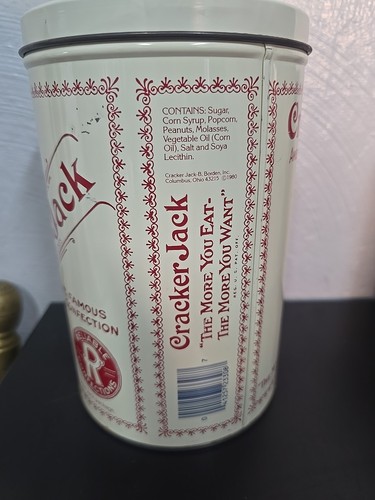 Jack
FAMOUS
CONFECTION
R
CONTAINS: Sugar,
Corn Syrup, Popcorn,
Peanuts, Molasses,
Vegetable Oil (Corn
Oil), Salt and Soya
Lecithin.
Cracker Jack-B, Borden, Inc.
Columbus, Ohio 43215 ©1980
Cracker Jack
"THE MORE YOU EAT-
THE MORE YOU WANT"